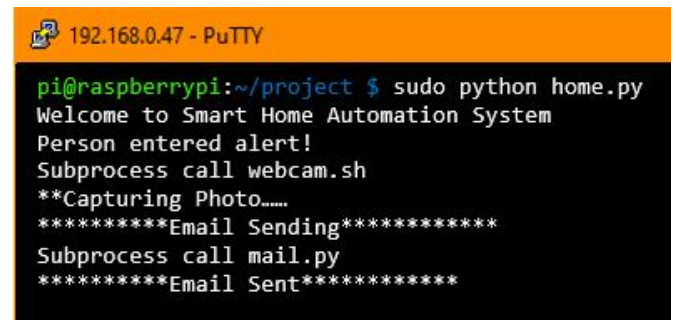 192.168.0.47 - PuTTY
pi@raspberrypi:~/project $ sudo python home.py
Welcome to Smart Home Automation System
Person entered alert!
Subprocess call webcam.sh
**Capturing Photo……
**********Email Sending************
Subprocess call mail.py
**********Email Sent************